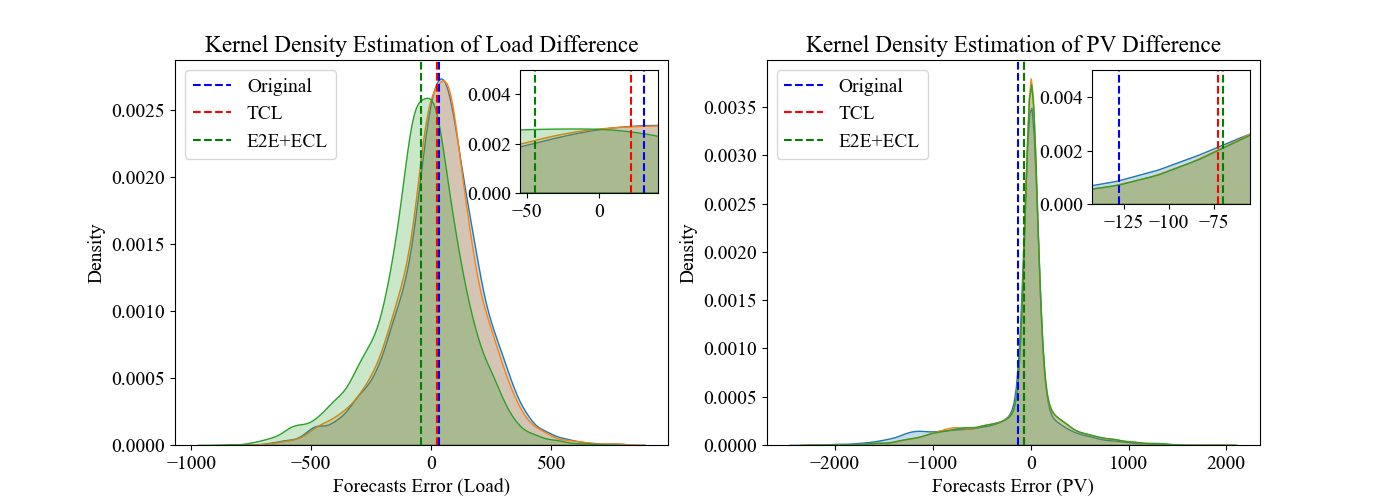 Kernel Density Estimation of Load Difference
Original
TCL
E2E+ECL
0.004
0.002
0.000
−50
0
0.0025
0.0020
0.0015
0.0010
0.0005
0.0000
Density
−1000
−500
0
500
Forecasts Error (Load)
Kernel Density Estimation of PV Difference
Original
TCL
E2E+ECL
0.004
0.002
0.000
−125
−100
−75
0.0035
0.0030
0.0025
0.0020
0.0015
0.0010
0.0005
0.0000
Density
−2000
−1000
0
1000
2000
Forecasts Error (PV)